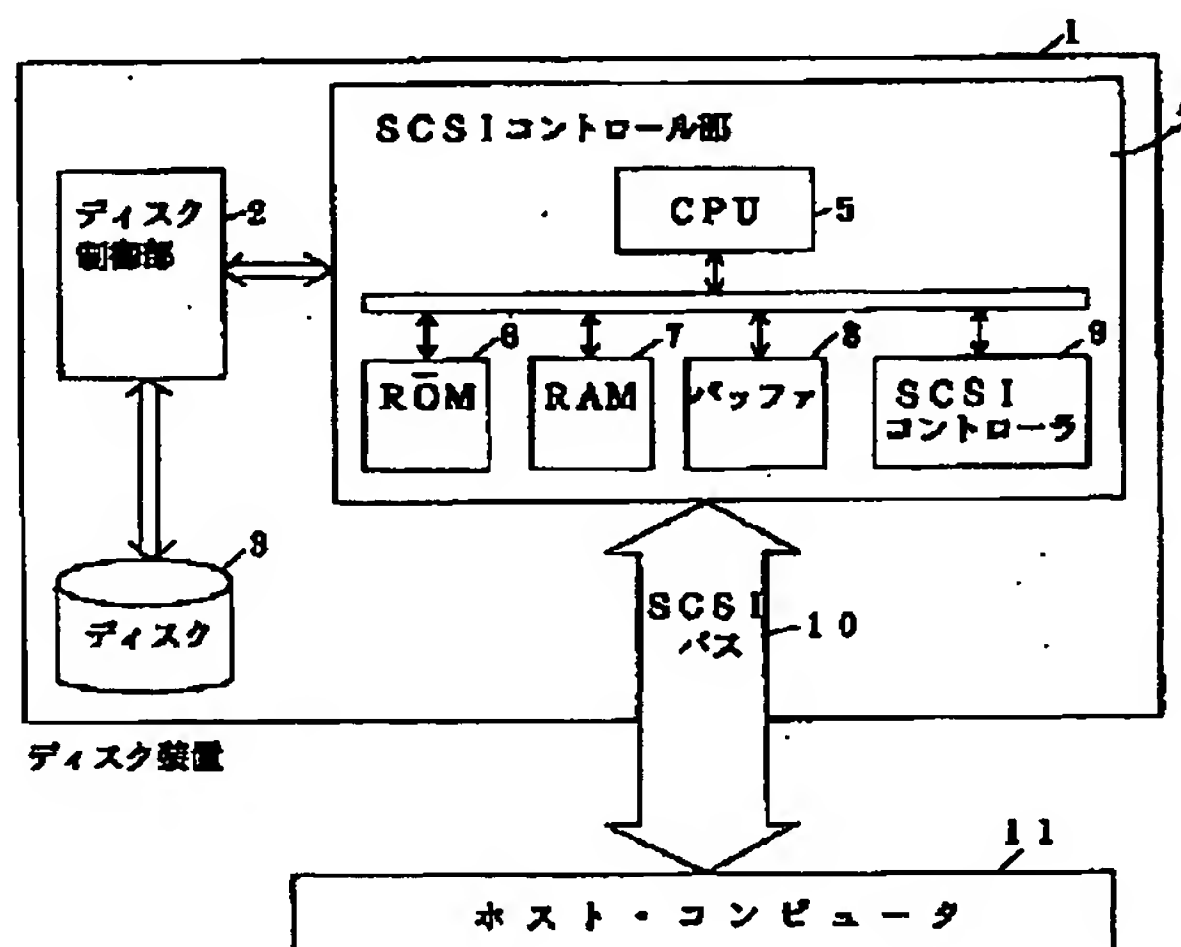 1
SCSIコントロール部
ディスク
制御部
2
CPU
5
6
7
8
9
ROM
RAM
バッファ
SCSI
コントローラ
3
ディスク
SCSI
バス
10
ディスク装置
11
ホスト・コンピュータ